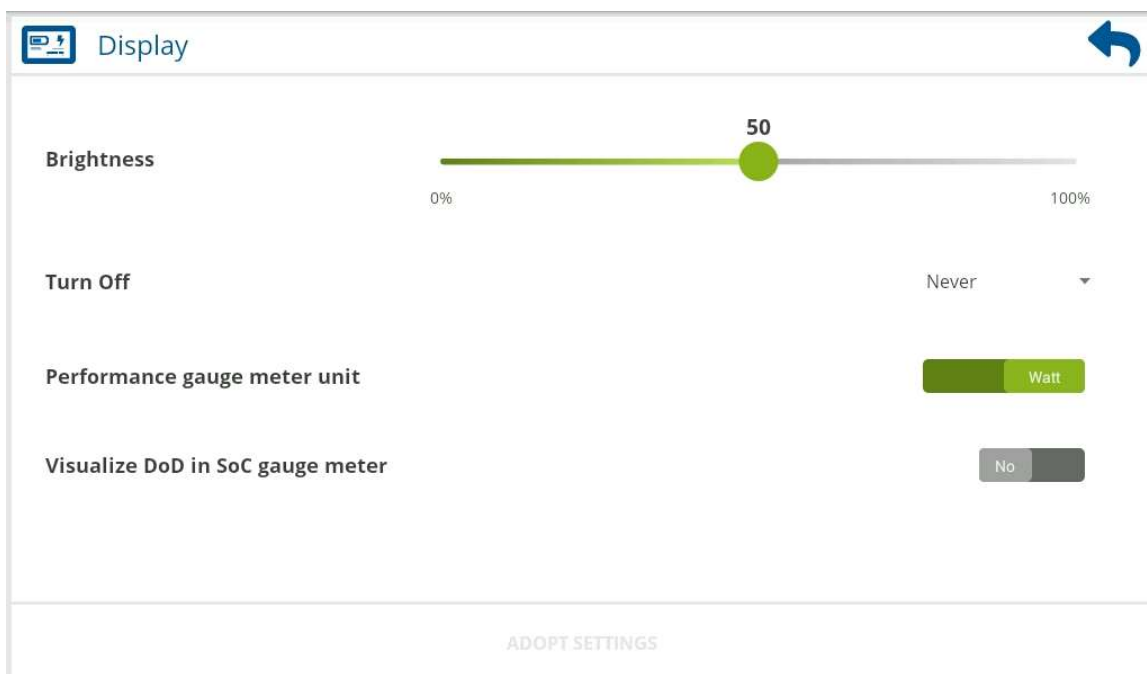 Display
50
Brightness
0% 100%
Turn Off Never
Performance gauge meter unit Watt
Visualize DoD in SoC gauge meter No
ADOPT SETTINGS